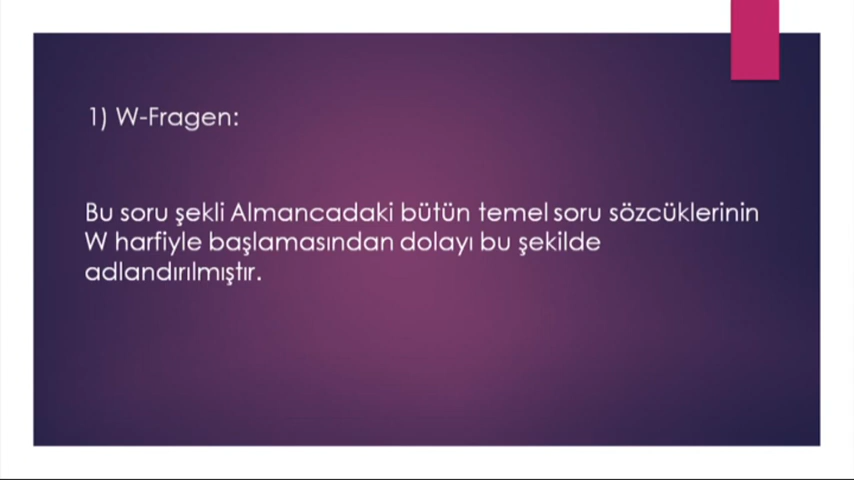 1) W-Fragen:
Bu soru şekli Almancadaki bütün temel soru sözcüklerinin
W harfiyle başlamasından dolayı bu şekilde
adlandırılmıştır.